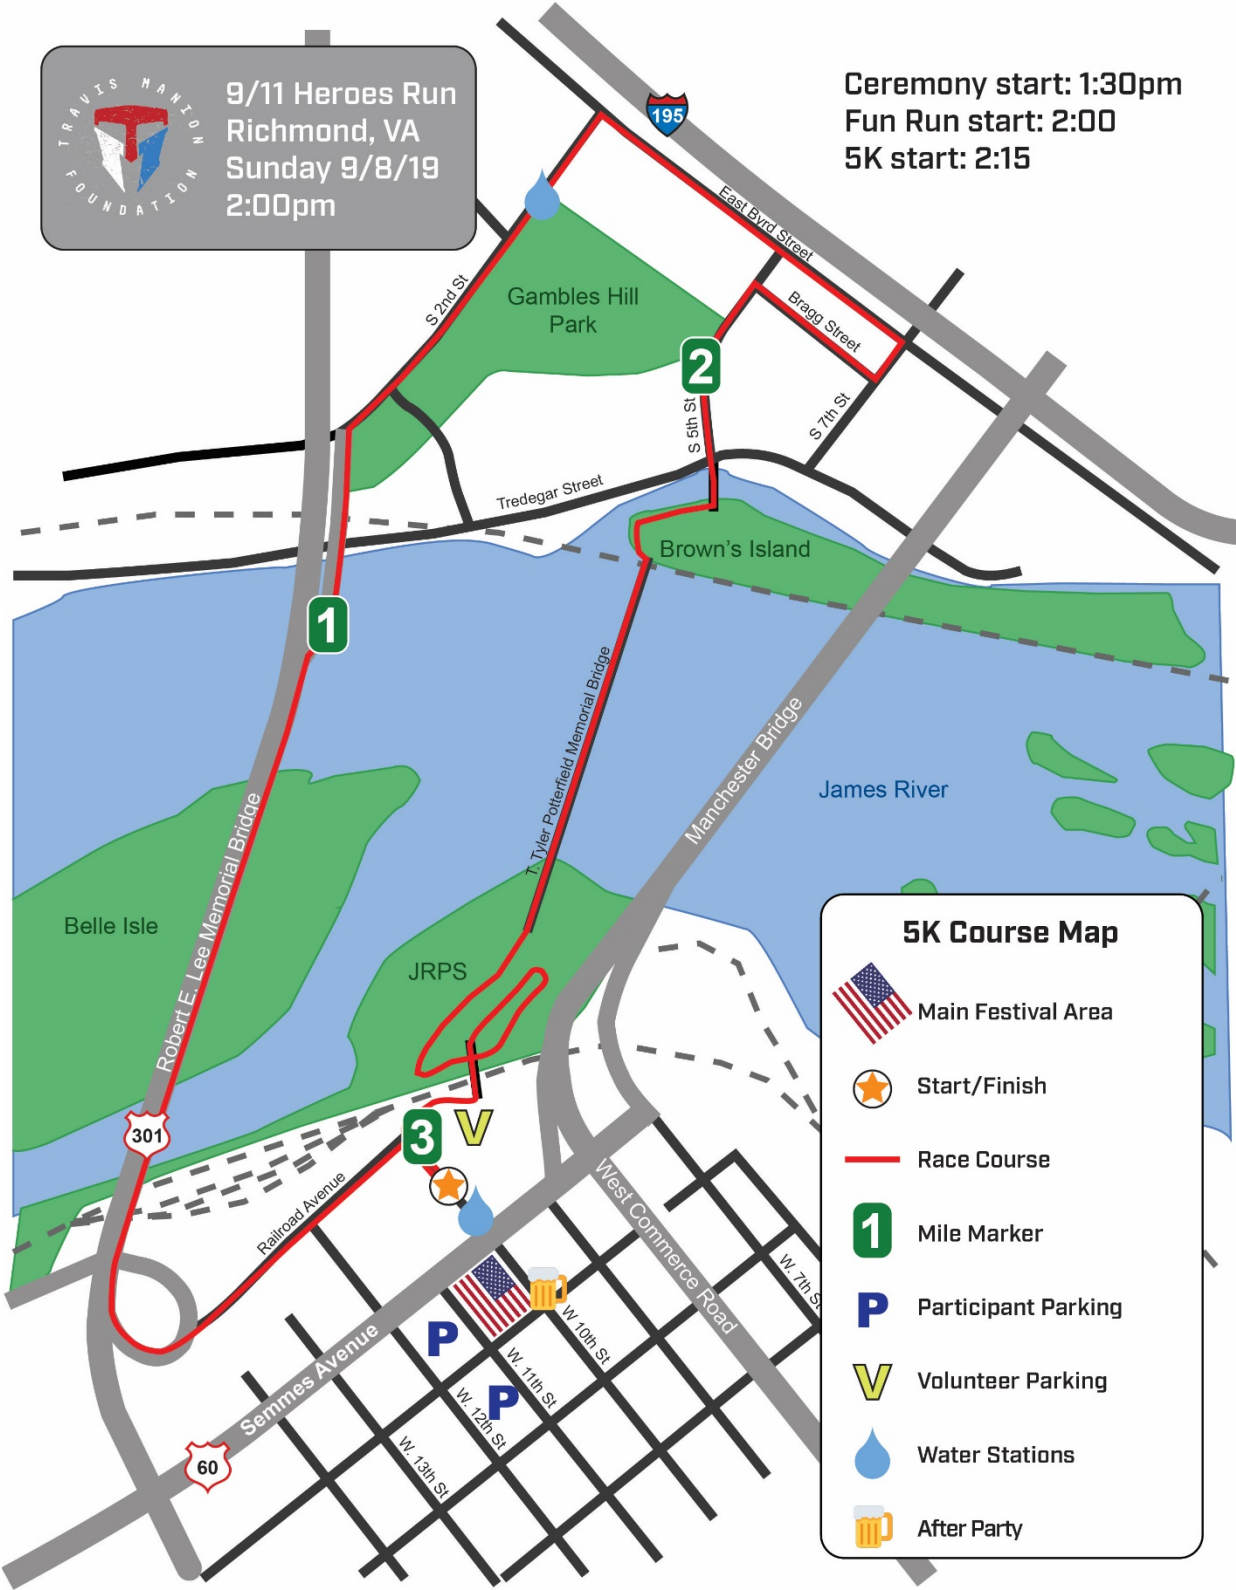 TRAVIS MANION
FOUNDATION
9/11 Heroes Run
Richmond, VA
Sunday 9/8/19
2:00pm
195
Ceremony start: 1:30pm
Fun Run start: 2:00
5K start: 2:15
East Byrd Street
S 2nd St
Gambles Hill
Park
Bragg Street
2
S 5th St
S 7th St
Tredegar Street
Brown's Island
1
T. Tyler Potterfield Memorial Bridge
Manchester Bridge
James River
Robert E. Lee Memorial Bridge
Belle Isle
JRPS
301
3
V
Railroad Avenue
West Commerce Road
W. 7th St
Semmes Avenue
P
W. 10th St
W. 11th St
P
W. 12th St
W. 13th St
60
5K Course Map
Main Festival Area
Start/Finish
Race Course
1 Mile Marker
P Participant Parking
V Volunteer Parking
Water Stations
After Party